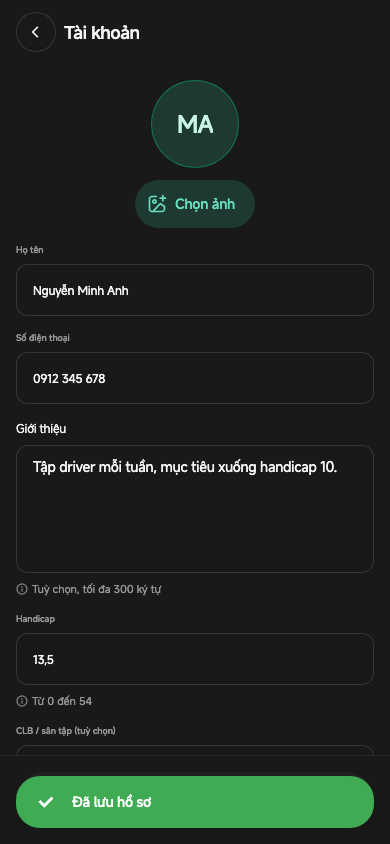 Tài khoản
MA
Chọn ảnh
Họ tên
Nguyễn Minh Anh
Số điện thoại
0912 345 678
Giới thiệu
Tập driver mỗi tuần, mục tiêu xuống handicap 10.
Tuỳ chọn, tối đa 300 ký tự
Handicap
13,5
Từ 0 đến 54
CLB / sân tập (tuỳ chọn)
Đã lưu hồ sơ